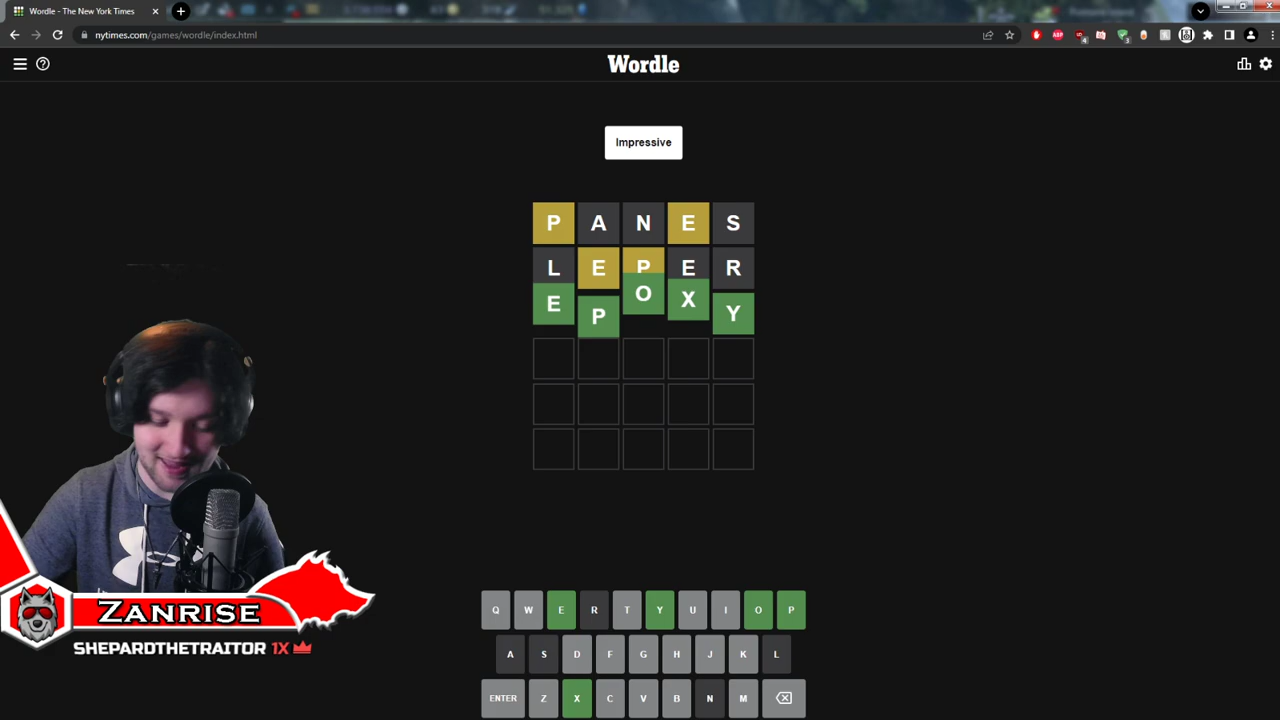 Wordle - The New York Times
nytimes.com/games/wordle/index.html
Wordle
Impressive
P A N E S
L E P E R
E P O X Y
Q W E R T Y U I O P
A S D F G H J K L
ENTER Z X C V B N M
ZANRISE
SHEPARDTHETRAITOR 1X